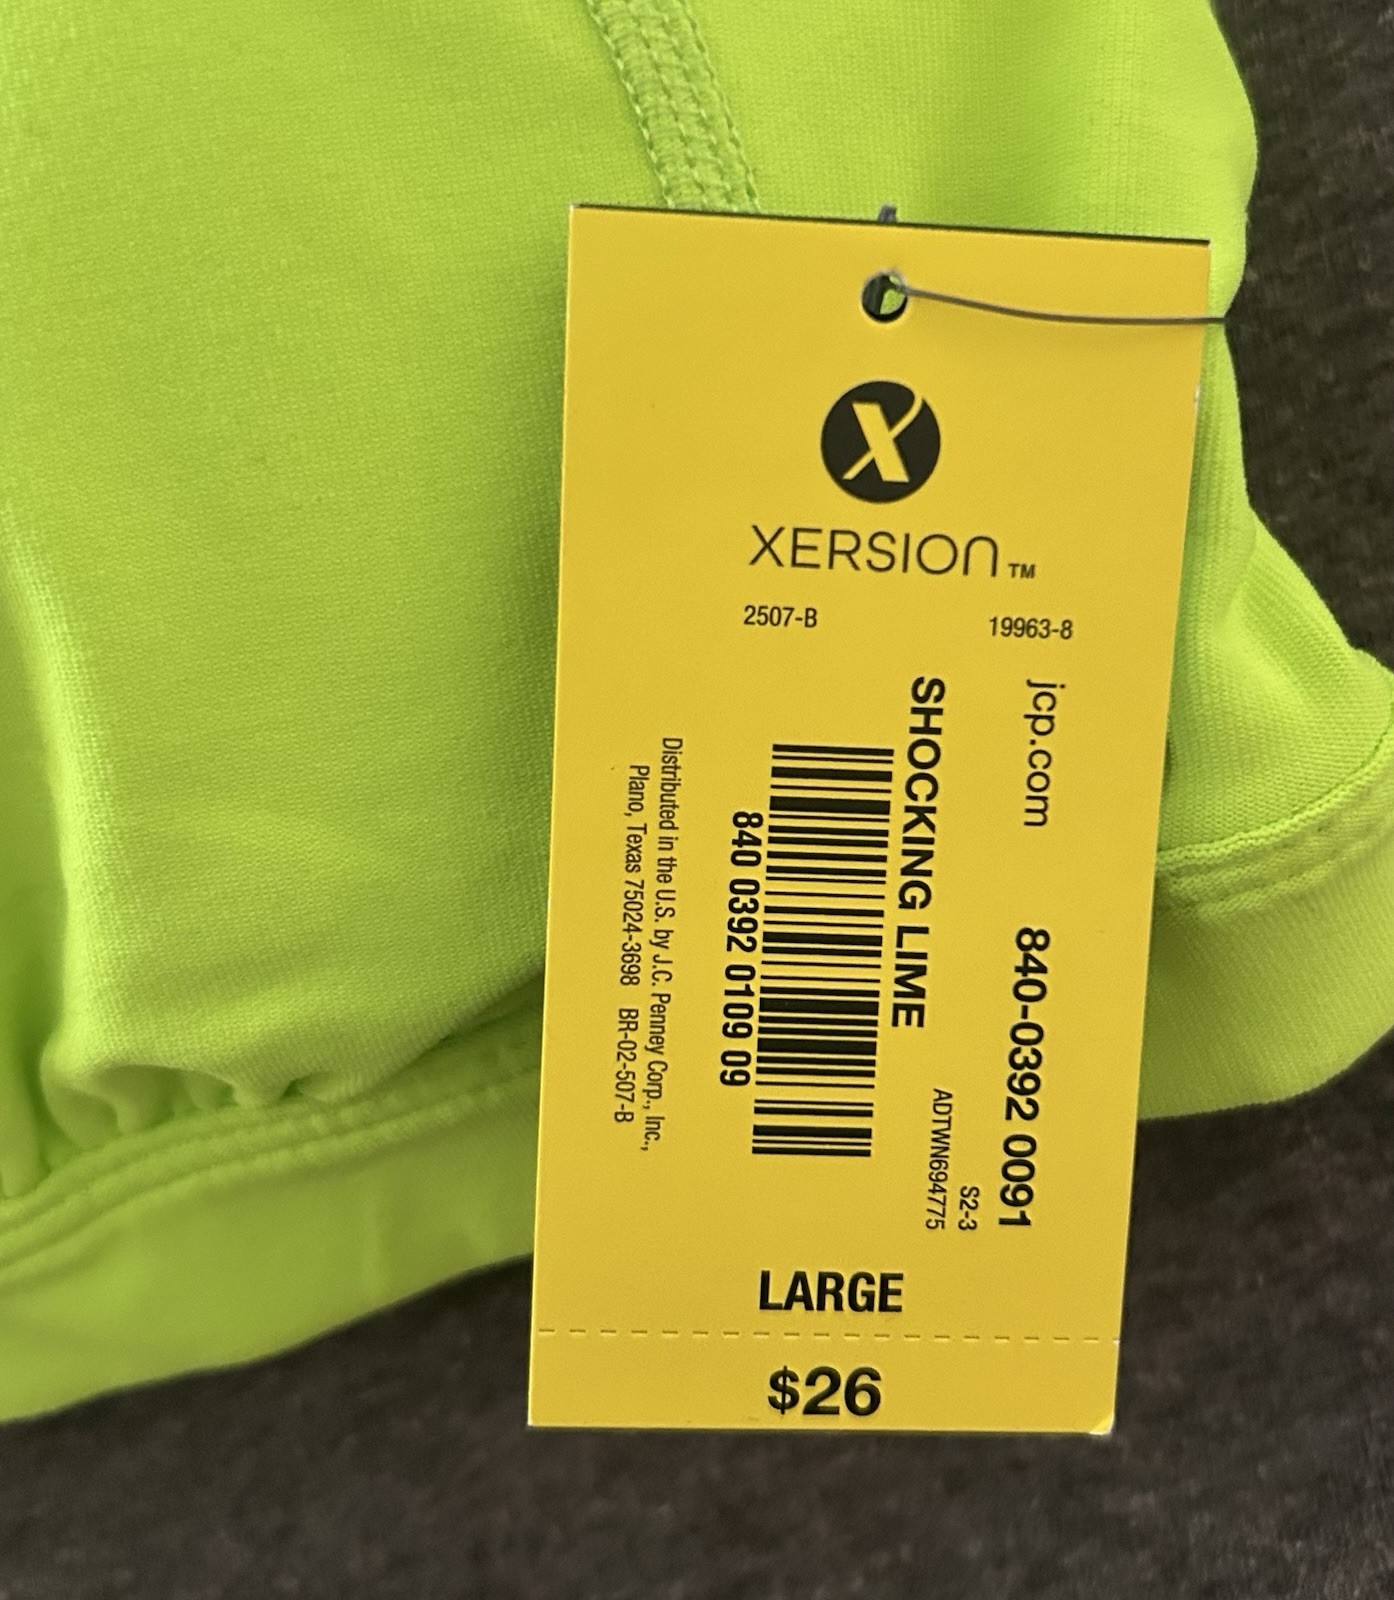 X
XERSION™
2507-B 19963-8
jcp.com 840-0392 0091
S2-3
ADTWN694775
SHOCKING LIME
840 0392 0109 09
Distributed in the U.S. by J.C. Penney Corp., Inc.,
Plano, Texas 75024-3698 BR-02-507-B
LARGE
$26